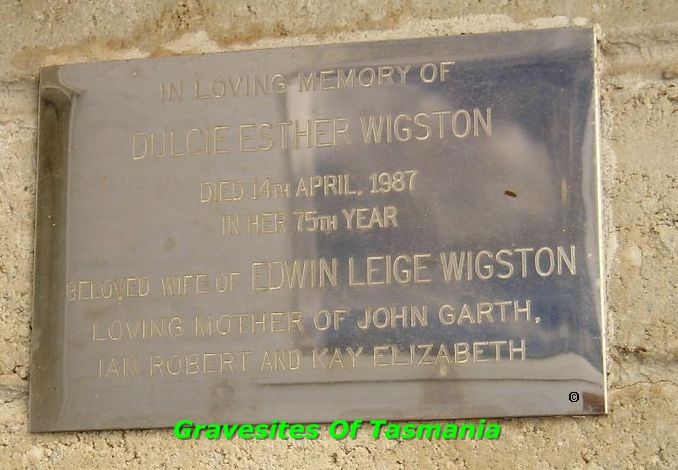 IN LOVING MEMORY OF
DULCIE ESTHER WIGSTON
DIED 14TH APRIL, 1987
IN HER 75TH YEAR
BELOVED WIFE OF EDWIN LEIGE WIGSTON
LOVING MOTHER OF JOHN GARTH,
IAN ROBERT AND KAY ELIZABETH
©
Gravesites Of Tasmania